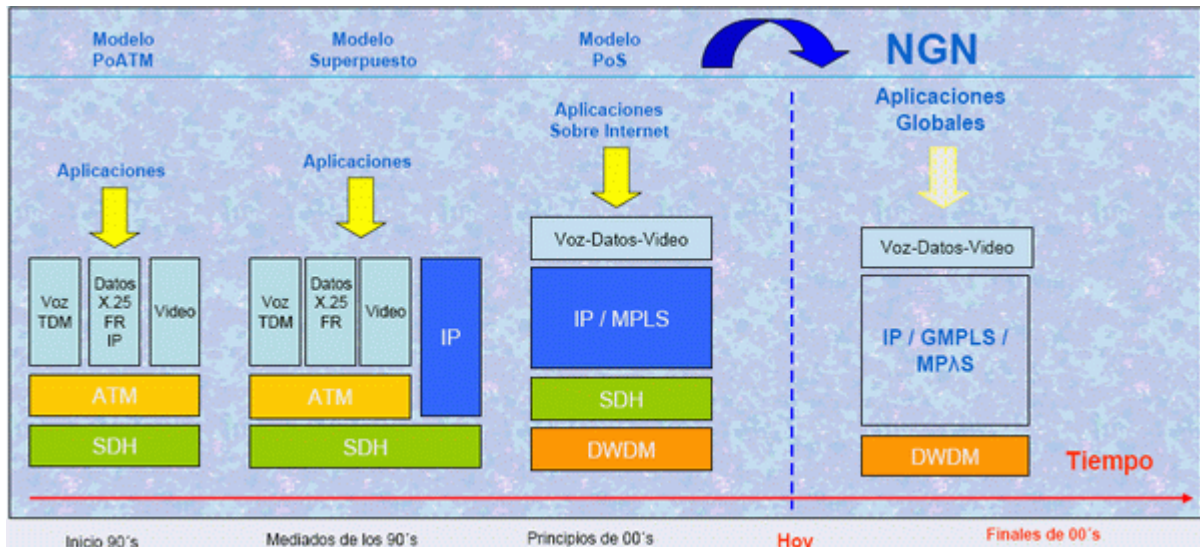 Modelo
PoATM
Modelo
Superpuesto
Modelo
PoS
NGN
Aplicaciones
Aplicaciones
Aplicaciones
Sobre Internet
Aplicaciones
Globales
Voz
TDM
Datos
X.25
FR
IP
Video
ATM
SDH
Voz
TDM
Datos
X.25
FR
Video
IP
ATM
SDH
Voz-Datos-Video
IP / MPLS
SDH
DWDM
Voz-Datos-Video
IP / GMPLS /
MPλS
DWDM
Tiempo
Inicio 90´s
Mediados de los 90´s
Principios de 00´s
Hoy
Finales de 00´s